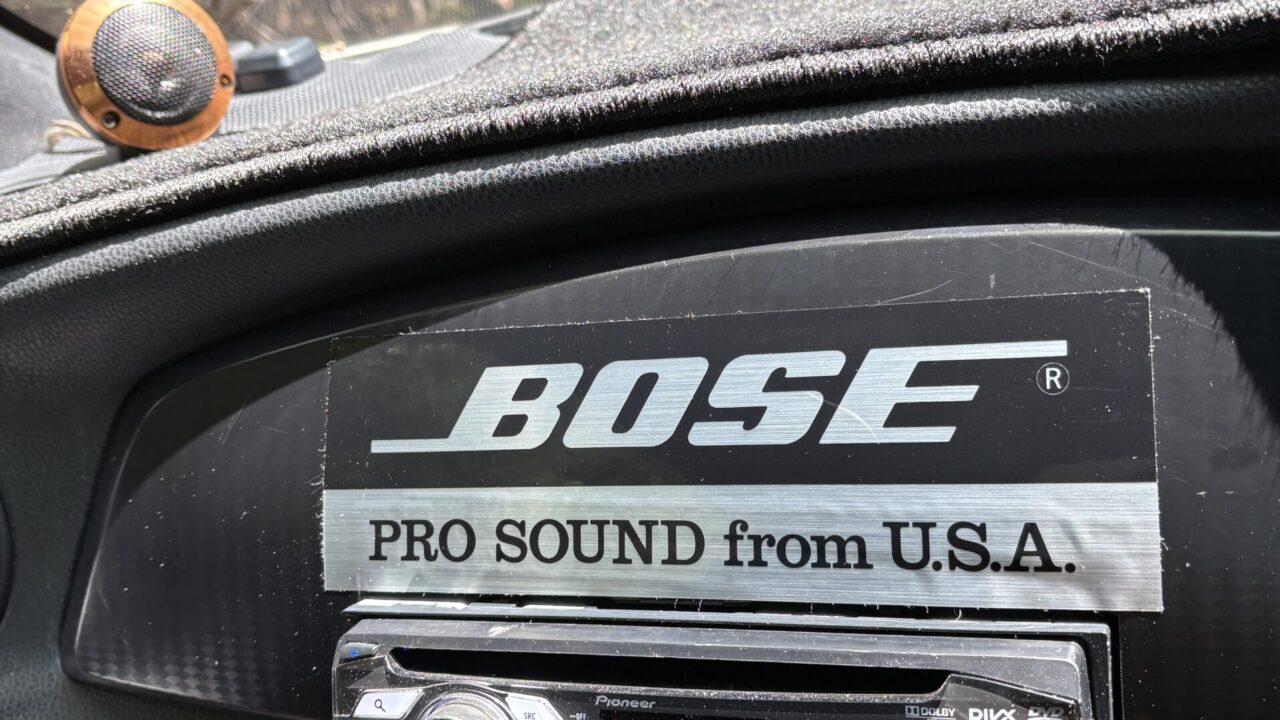 BOSE ®
PRO SOUND from U.S.A.
Pioneer
SRC
OFF
DOLBY
DIVX
DVD